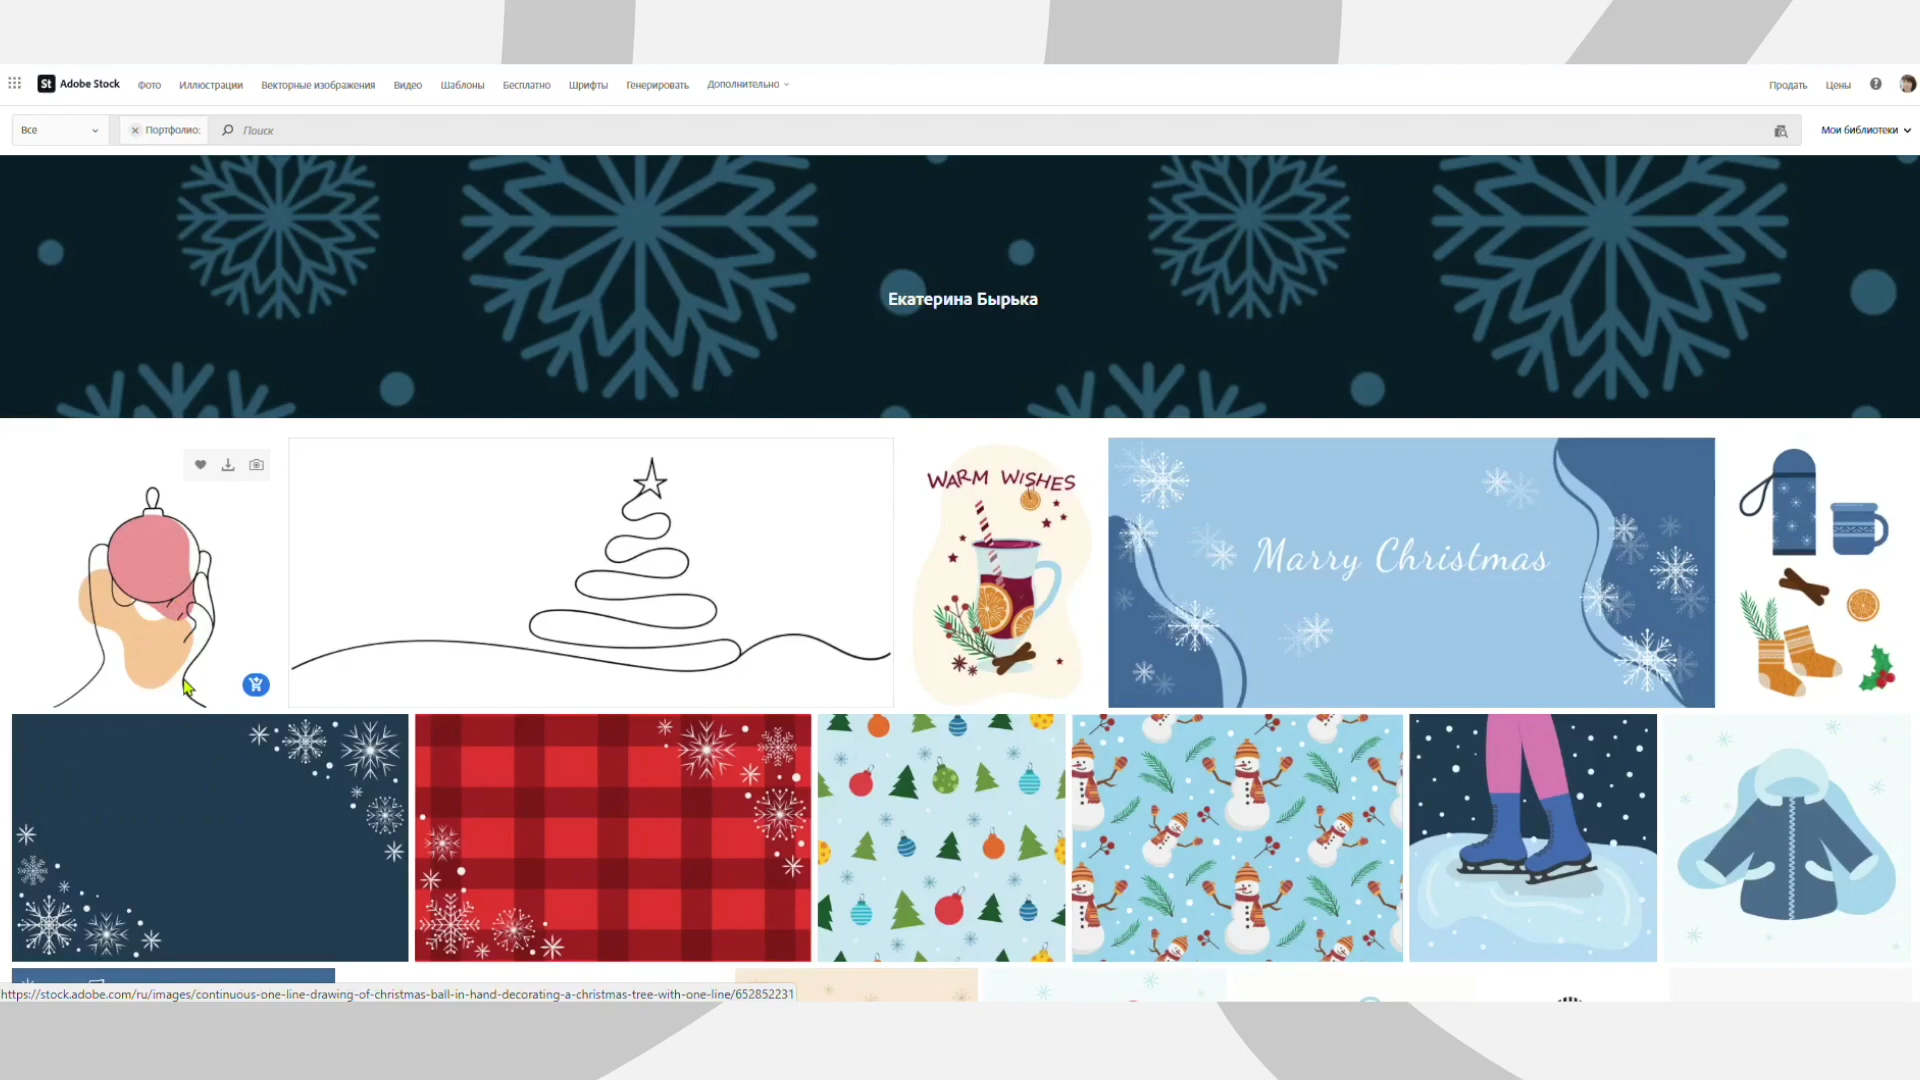 St Adobe Stock Фото Иллюстрации Векторные изображения Видео Шаблоны Бесплатно Шрифты Генерировать Дополнительно Продать Цены ?
Все × Портфолио: Поиск Мои библиотеки
Екатерина Бырька
WARM WISHES
Marry Christmas
https://stock.adobe.com/ru/images/continuous-one-line-drawing-of-christmas-ball-in-hand-decorating-a-christmas-tree-with-one-line/652852231